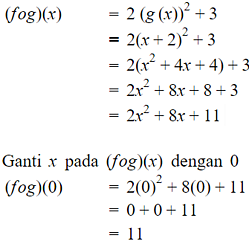 (fog)(x) = 2 (g (x))² + 3
= 2(x + 2)² + 3
= 2(x² + 4x + 4) + 3
= 2x² + 8x + 8 + 3
= 2x² + 8x + 11
Ganti x pada (fog)(x) dengan 0
(fog)(0) = 2(0)² + 8(0) + 11
= 0 + 0 + 11
= 11